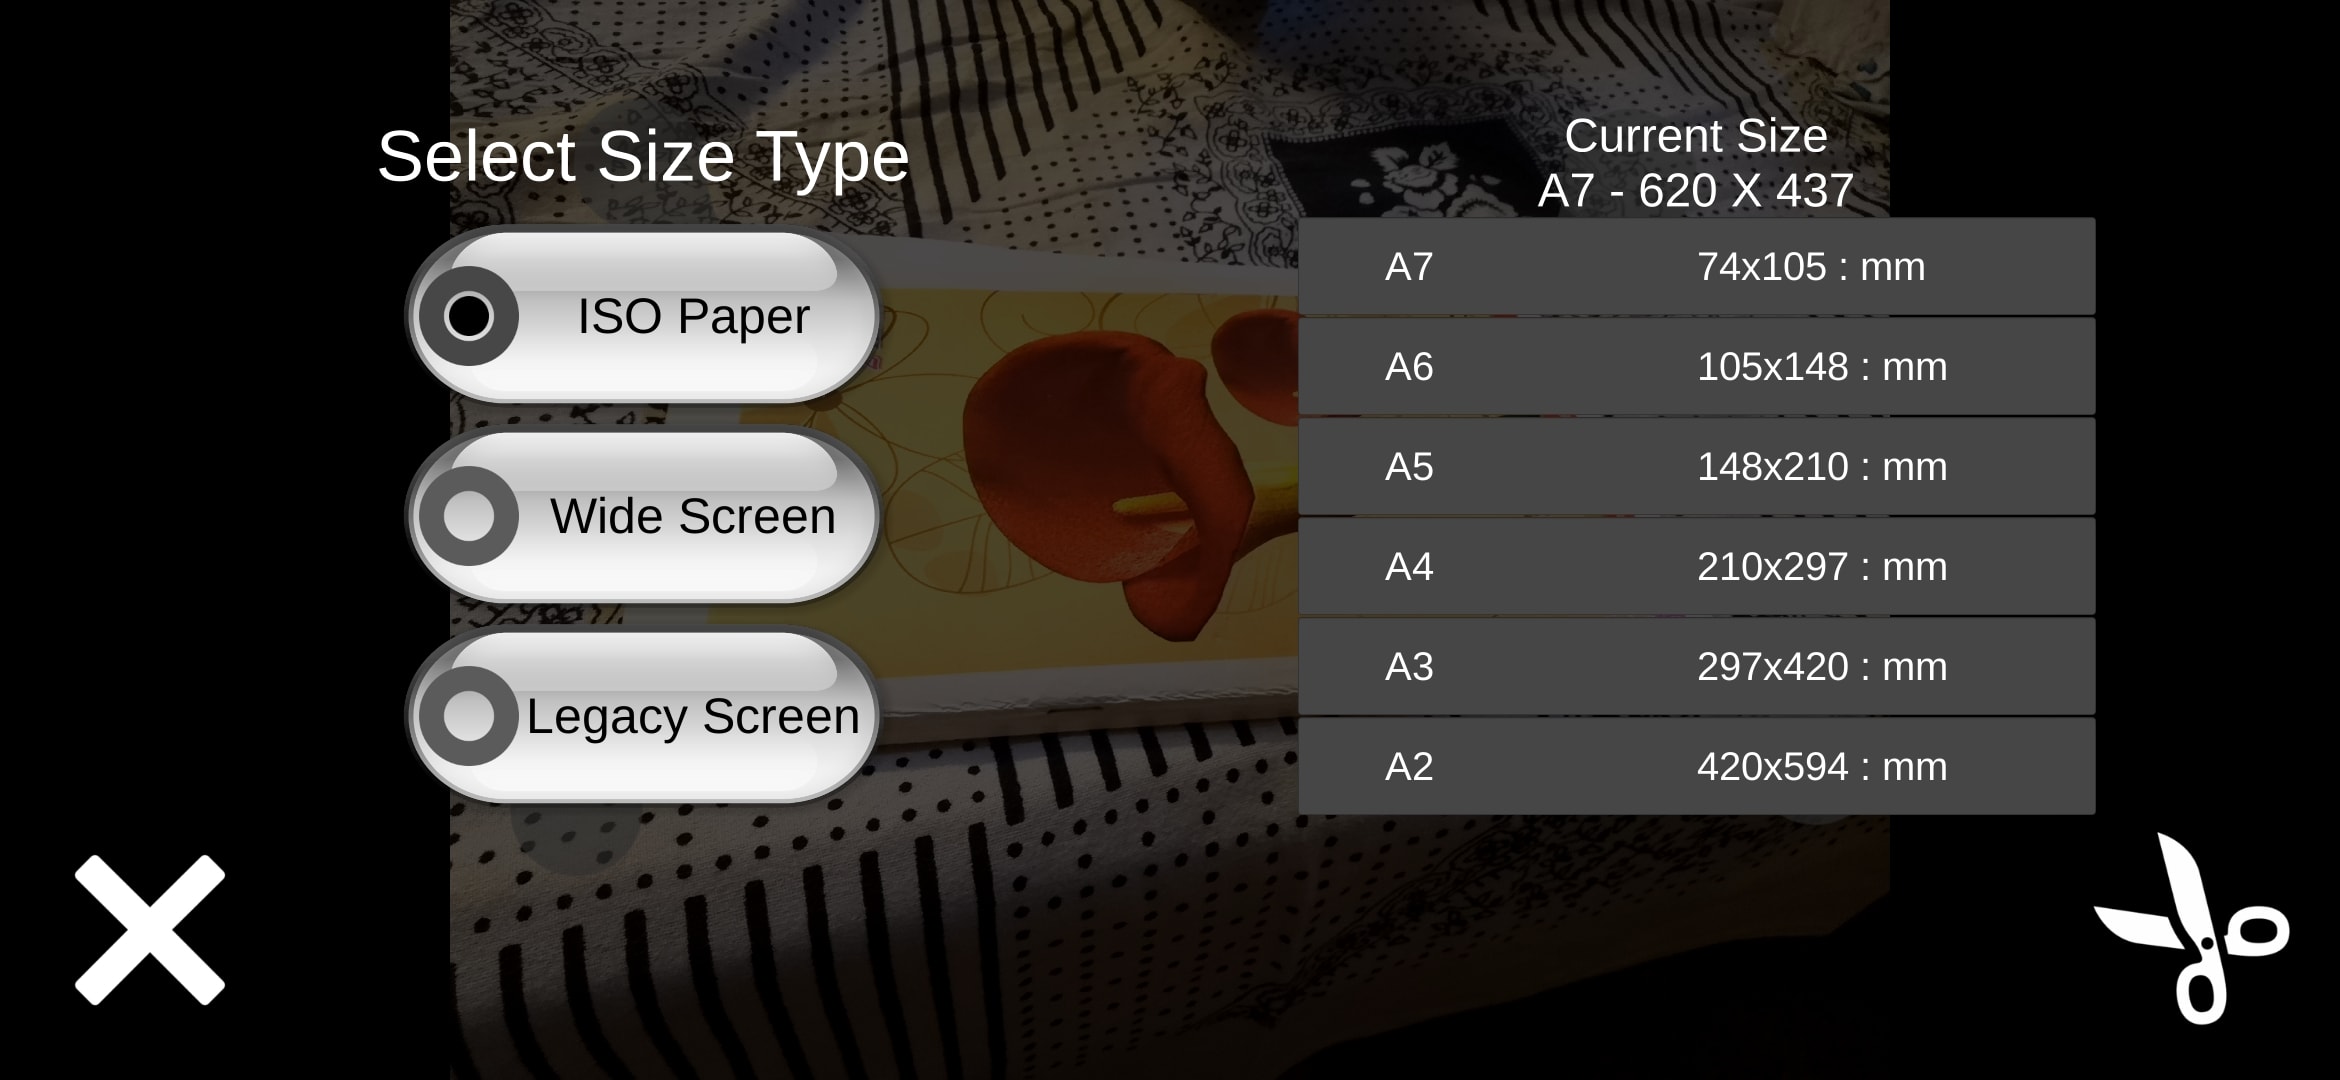 Select Size Type
ISO Paper
Wide Screen
Legacy Screen
Current Size
A7 - 620 X 437
A7 74x105 : mm
A6 105x148 : mm
A5 148x210 : mm
A4 210x297 : mm
A3 297x420 : mm
A2 420x594 : mm